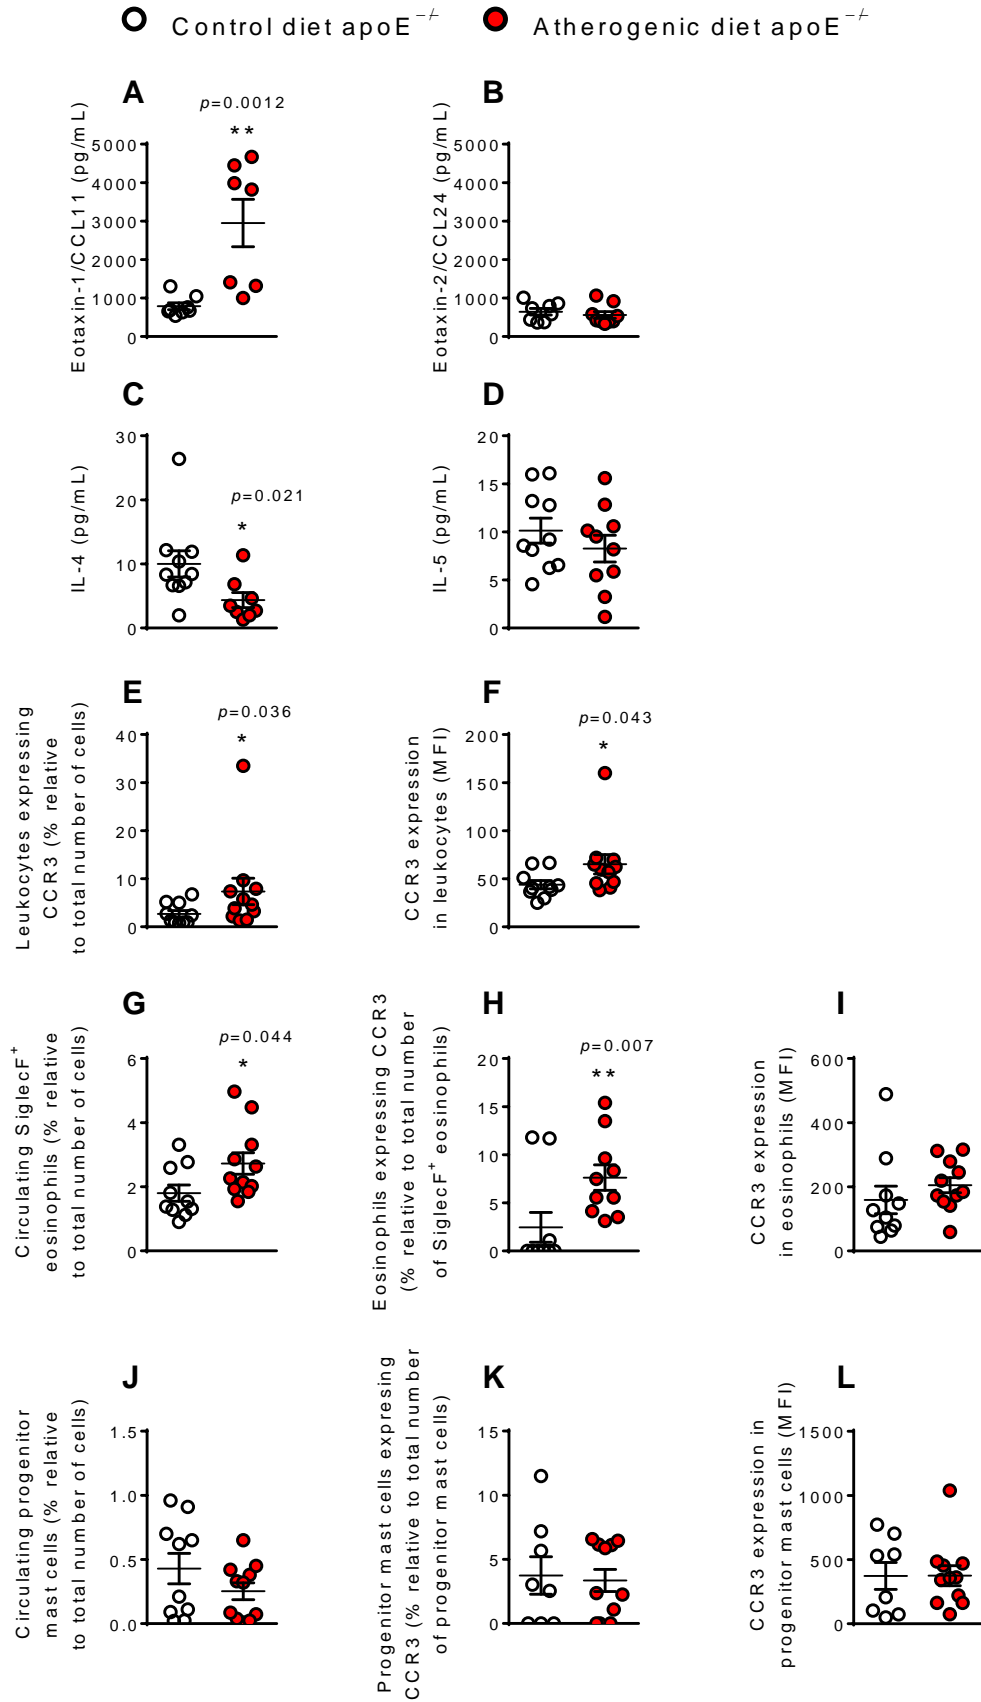 Control diet apoE-/-
Atherogenic diet apoE-/-
A
p=0.0012
**
Eotaxin-1/CCL11 (pg/mL)
5000
4000
3000
2000
1000
0
B
Eotaxin-2/CCL24 (pg/mL)
5000
4000
3000
2000
1000
0
C
p=0.021
*
IL-4 (pg/mL)
30
20
10
0
D
IL-5 (pg/mL)
20
15
10
5
0
E
p=0.036
*
Leukocytes expressing
CCR3 (% relative
to total number of cells)
40
30
20
10
0
F
p=0.043
*
CCR3 expression
in leukocytes (MFI)
200
150
100
50
0
G
p=0.044
*
Circulating SiglecF+
eosinophils (% relative
to total number of cells)
6
4
2
0
H
p=0.007
**
Eosinophils expressing CCR3
(% relative to total number
of SiglecF+ eosinophils)
20
15
10
5
0
I
CCR3 expression
in eosinophils (MFI)
600
400
200
0
J
Circulating progenitor
mast cells (% relative
to total number of cells)
1.5
1.0
0.5
0.0
K
Progenitor mast cells expresing
CCR3 (% relative to total number
of progenitor mast cells)
15
10
5
0
L
CCR3 expression in
progenitor mast cells (MFI)
1500
1000
500
0